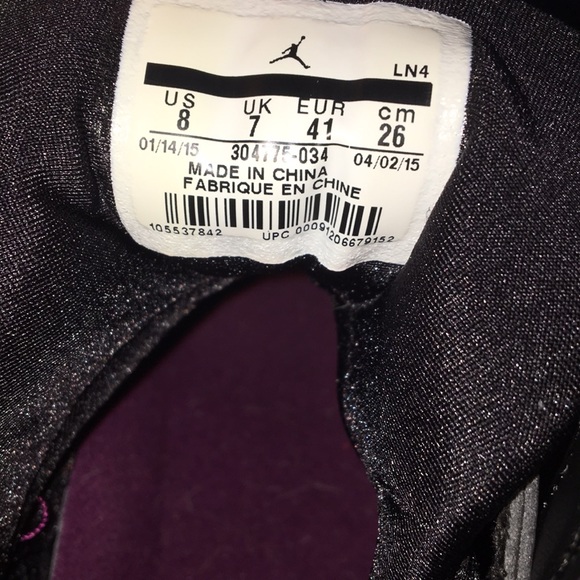 LN4
US UK EUR cm
8 7 41 26
01/14/15 304775-034 04/02/15
MADE IN CHINA
FABRIQUE EN CHINE
105537842 UPC 00091206679152